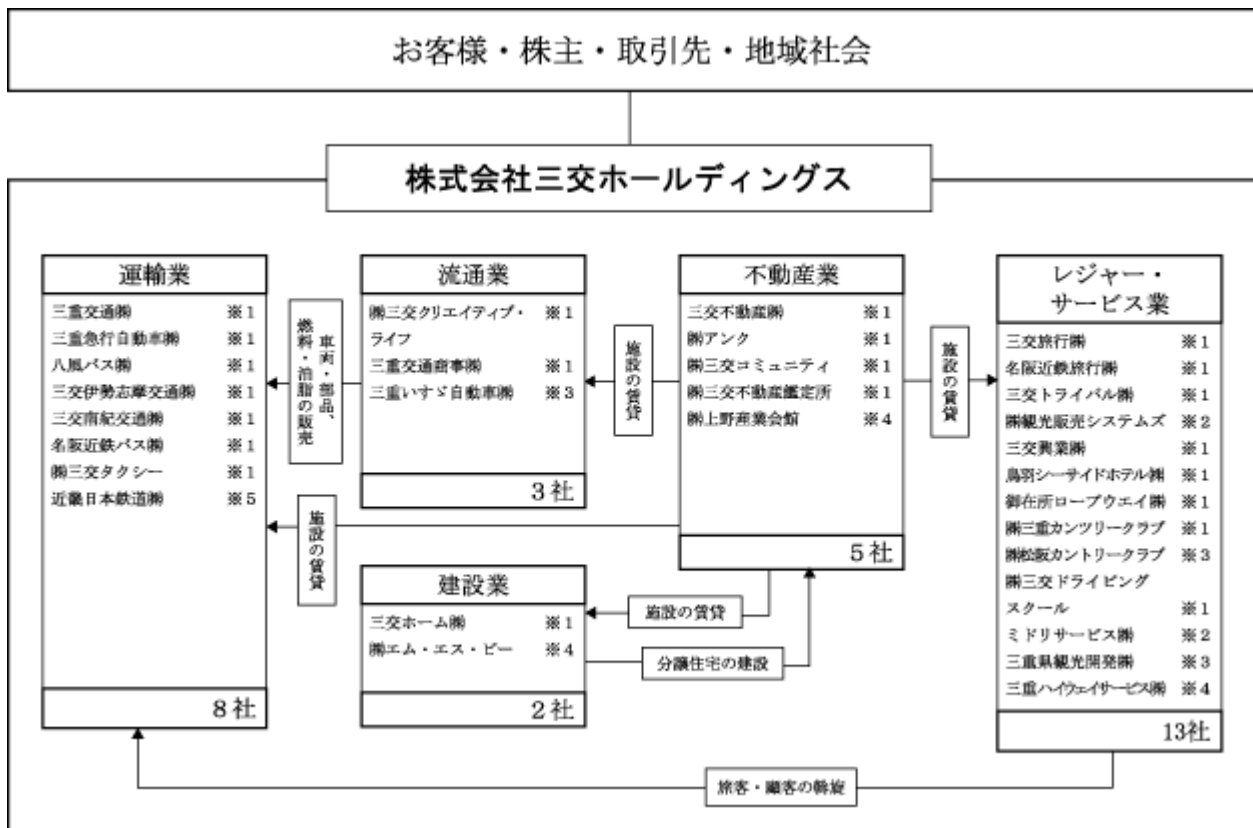 お客様・株主・取引先・地域社会
株式会社三交ホールディングス
運輸業
三重交通㈱ ※1
三重急行自動車㈱ ※1
八風バス㈱ ※1
三交伊勢志摩交通㈱ ※1
三交南紀交通㈱ ※1
名阪近鉄バス㈱ ※1
㈱三交タクシー ※1
近畿日本鉄道㈱ ※5
8社
車両・部品、
燃料・油脂の販売
流通業
㈱三交クリエイティブ・ ※1
ライフ
三重交通商事㈱ ※1
三重いすゞ自動車㈱ ※3
3社
施設の賃貸
施設の賃貸
建設業
三交ホーム㈱ ※1
㈱エム・エス・ピー ※4
2社
不動産業
三交不動産㈱ ※1
㈱アンク ※1
㈱三交コミュニティ ※1
㈱三交不動産鑑定所 ※1
㈱上野産業会館 ※4
5社
施設の賃貸
分譲住宅の建設
施設の賃貸
レジャー・
サービス業
三交旅行㈱ ※1
名阪近鉄旅行㈱ ※1
三交トライバル㈱ ※1
㈱観光販売システムズ ※2
三交興業㈱ ※1
鳥羽シーサイドホテル㈱ ※1
御在所ロープウエイ㈱ ※1
㈱三重カンツリークラブ ※1
㈱松阪カントリークラブ ※3
㈱三交ドライビング
スクール ※1
ミドリサービス㈱ ※2
三重県観光開発㈱ ※3
三重ハイウェイサービス㈱ ※4
13社
旅客・顧客の斡旋